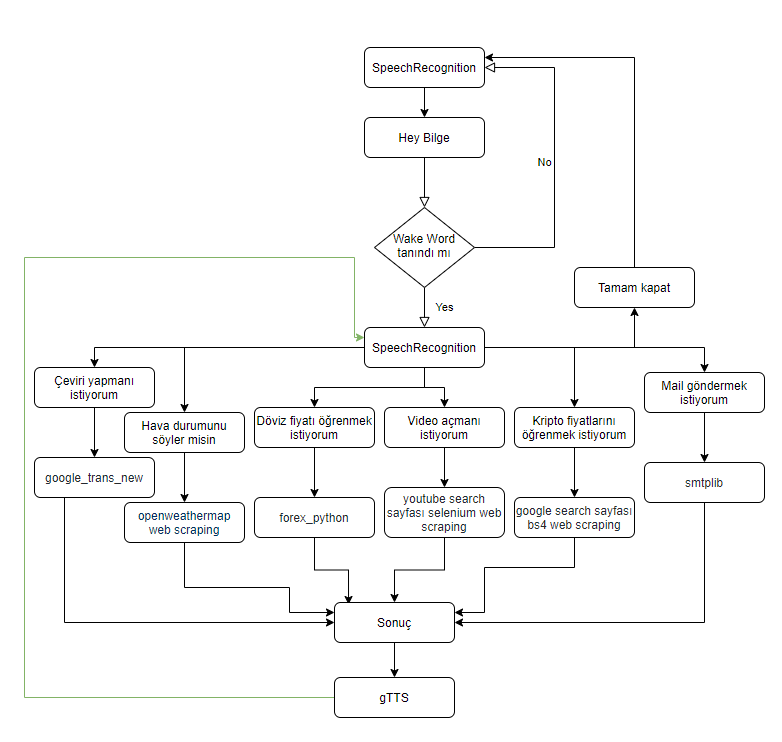 SpeechRecognition
Hey Bilge
No
Wake Word
tanındı mı
Tamam kapat
Yes
SpeechRecognition
Çeviri yapmanı
istiyorum
Hava durumunu
söyler misin
Döviz fiyatı öğrenmek
istiyorum
Video açmanı
istiyorum
Kripto fiyatlarını
öğrenmek istiyorum
Mail göndermek
istiyorum
google_trans_new
openweathermap
web scraping
forex_python
youtube search
sayfası selenium web
scraping
google search sayfası
bs4 web scraping
smtplib
Sonuç
gTTS